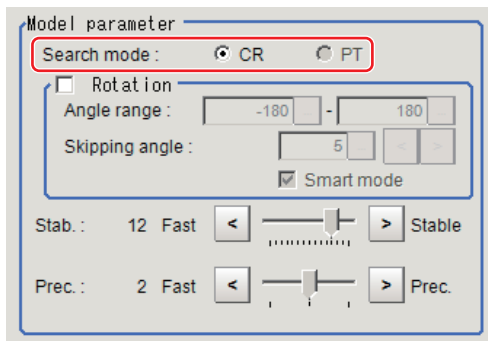 Model parameter
Search mode : CR PT
Rotation
Angle range : -180 ... - 180 ...
Skipping angle : 5 ... < >
Smart mode
Stab. : 12 Fast < > Stable
Prec. : 2 Fast < > Prec.